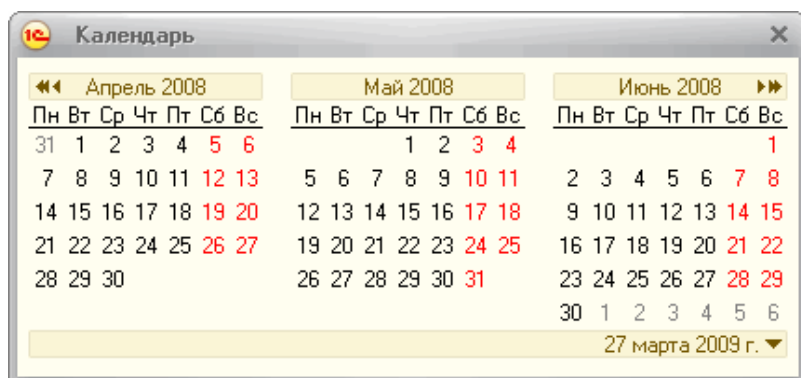 1С Календарь
Апрель 2008 Май 2008 Июнь 2008
Пн Вт Ср Чт Пт Сб Вс Пн Вт Ср Чт Пт Сб Вс Пн Вт Ср Чт Пт Сб Вс
31 1 2 3 4 5 6 1 2 3 4 1
7 8 9 10 11 12 13 5 6 7 8 9 10 11 2 3 4 5 6 7 8
14 15 16 17 18 19 20 12 13 14 15 16 17 18 9 10 11 12 13 14 15
21 22 23 24 25 26 27 19 20 21 22 23 24 25 16 17 18 19 20 21 22
28 29 30 26 27 28 29 30 31 23 24 25 26 27 28 29
30 1 2 3 4 5 6
27 марта 2009 г.